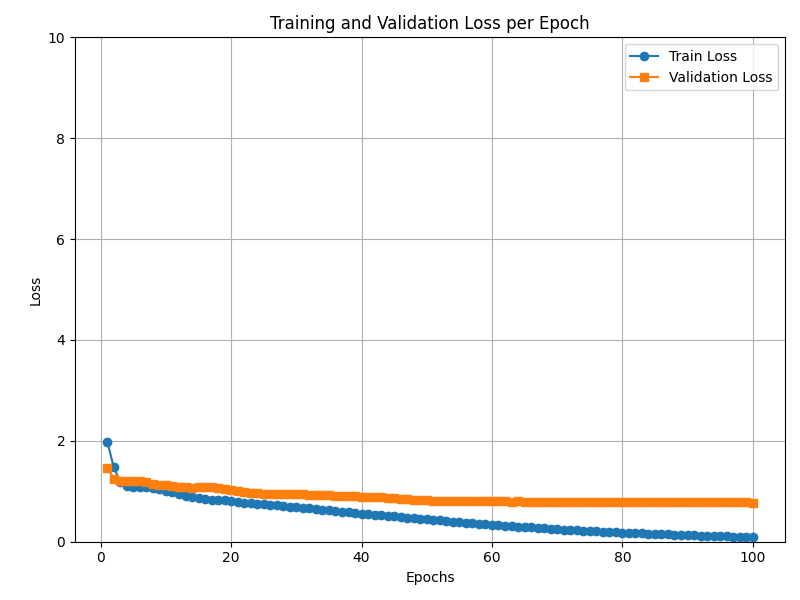 Training and Validation Loss per Epoch
10
8
6
4
2
0
Loss
Train Loss
Validation Loss
0 20 40 60 80 100
Epochs